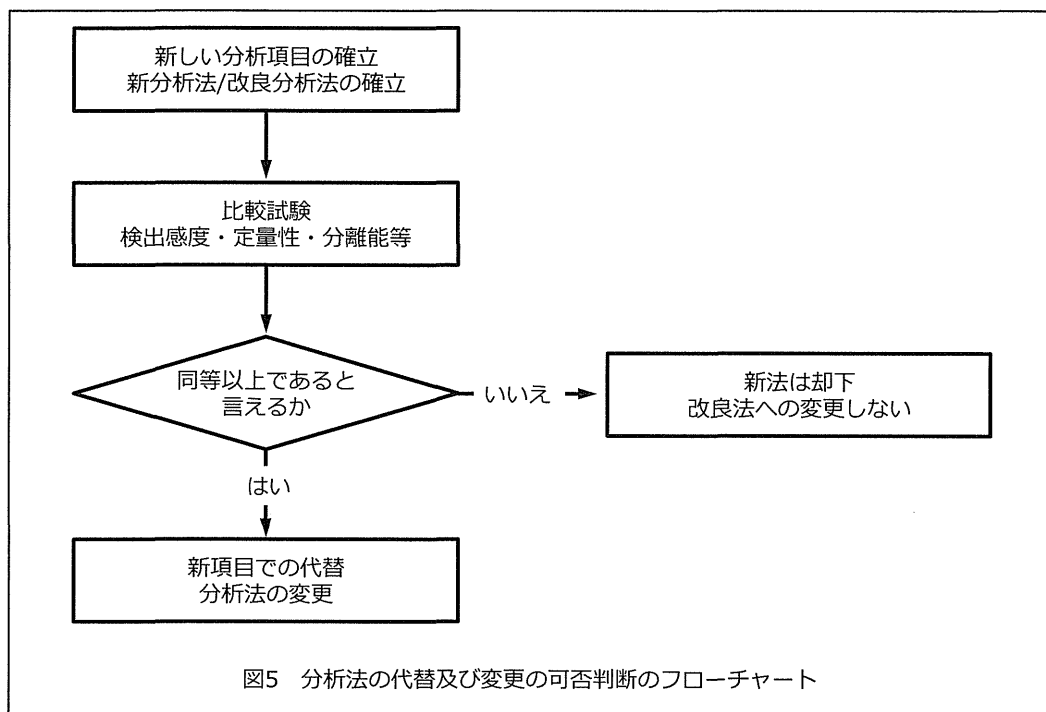 新しい分析項目の確立
新分析法/改良分析法の確立
比較試験
検出感度・定量性・分離能等
同等以上であると
言えるか
いいえ
新法は却下
改良法への変更しない
はい
新項目での代替
分析法の変更
図5 分析法の代替及び変更の可否判断のフローチャート